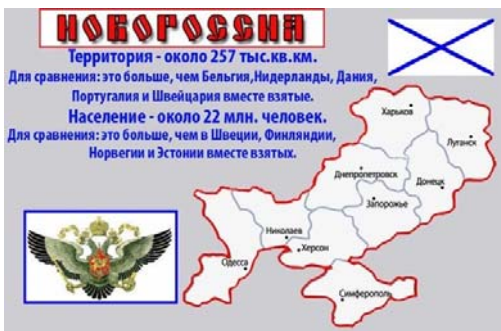 НОВОРОССИЯ
Территория - около 257 тыс.кв.км.
Для сравнения: это больше, чем Бельгия,Нидерланды, Дания,
Португалия и Швейцария вместе взятые.
Население - около 22 млн. человек.
Для сравнения: это больше, чем в Швеции, Финляндии,
Норвегии и Эстонии вместе взятых.
Харьков
Луганск
Днепропетровск
Донецк
Запорожье
Николаев
Херсон
Одесса
Симферополь